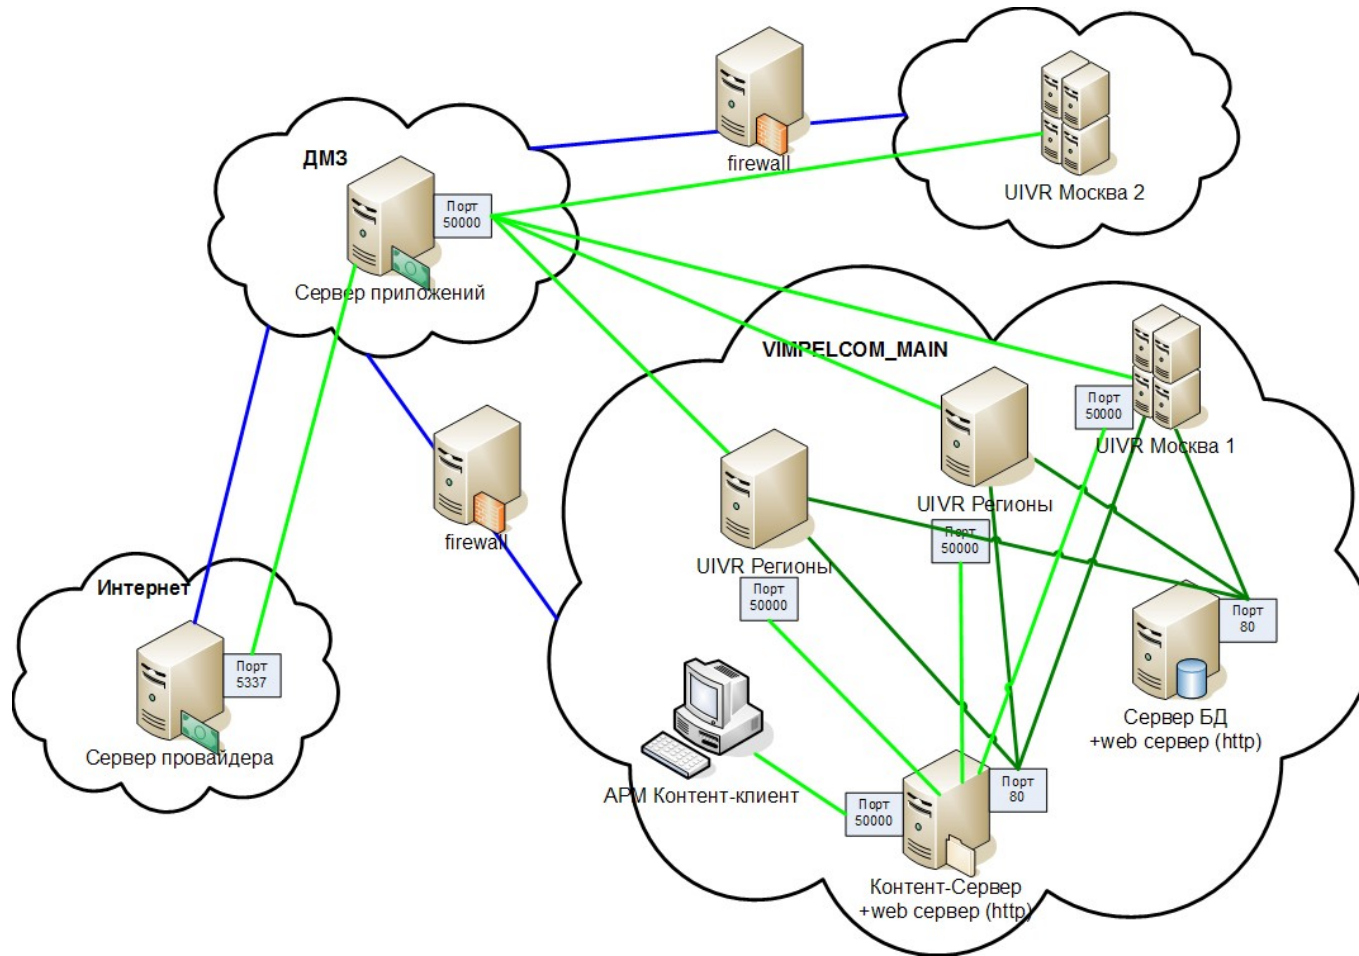 firewall
UIVR Москва 2
ДМЗ
Порт
50000
Сервер приложений
VIMPELCOM_MAIN
Порт
50000
UIVR Москва 1
UIVR Регионы
Порт
50000
firewall
UIVR Регионы
Порт
50000
Интернет
Порт
5337
Сервер провайдера
Порт
80
Сервер БД
+web сервер (http)
АРМ Контент-клиент
Порт
50000
Порт
80
Контент-Сервер
+web сервер (http)